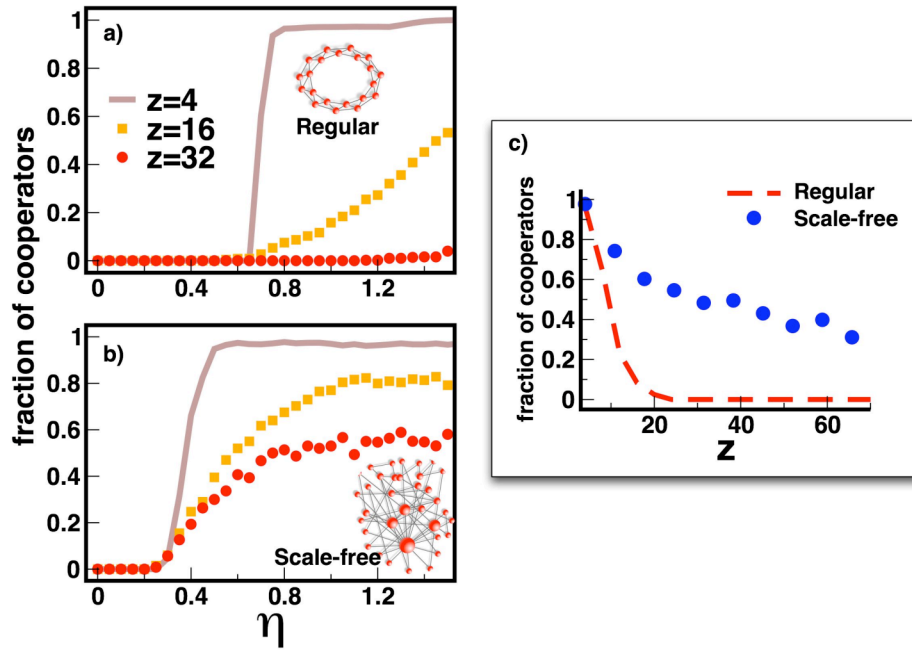 a)
1
0.8
0.6
0.4
0.2
0
z=4
z=16
z=32
Regular
0 0.4 0.8 1.2
fraction of cooperators
b)
1
0.8
0.6
0.4
0.2
0
Scale-free
0 0.4 0.8 1.2
η
c)
1
0.8
0.6
0.4
0.2
0
fraction of cooperators
Regular
Scale-free
20 40 60
z